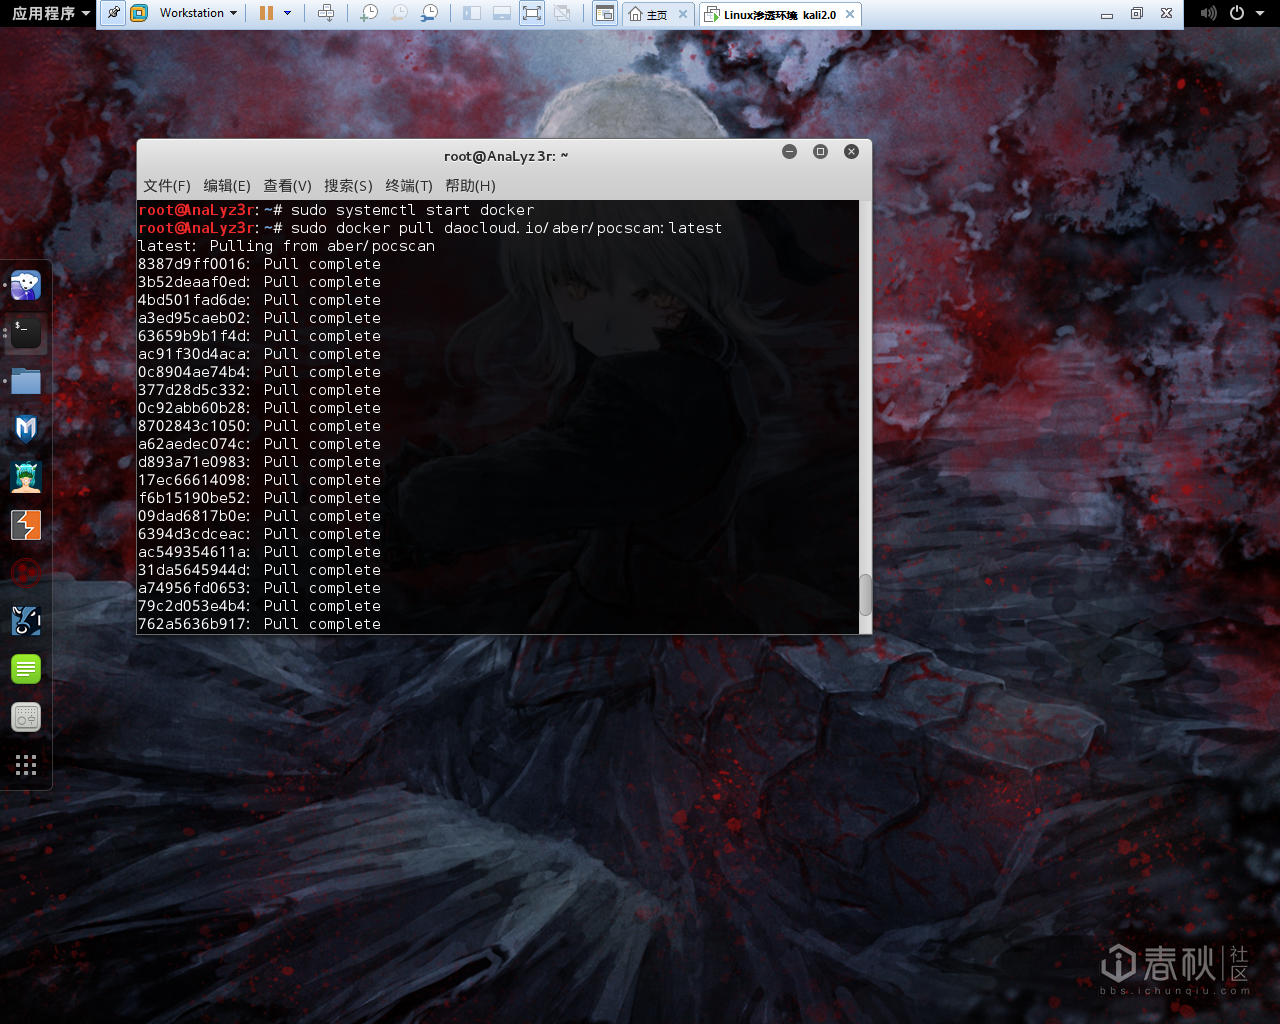 应用程序 Workstation 主页 Linux渗透环境 kali2.0
root@AnaLyz3r: ~
文件(F) 编辑(E) 查看(V) 搜索(S) 终端(T) 帮助(H)
root@AnaLyz3r:~# sudo systemctl start docker
root@AnaLyz3r:~# sudo docker pull daocloud.io/aber/pocscan:latest
latest: Pulling from aber/pocscan
8387d9ff0016: Pull complete
3b52deaaf0ed: Pull complete
4bd501fad6de: Pull complete
a3ed95caeb02: Pull complete
63659b9b1f4d: Pull complete
ac91f30d4aca: Pull complete
0c8904ae74b4: Pull complete
377d28d5c332: Pull complete
0c92abb60b28: Pull complete
8702843c1050: Pull complete
a62aedec074c: Pull complete
d893a71e0983: Pull complete
17ec66614098: Pull complete
f6b15190be52: Pull complete
09dad6817b0e: Pull complete
6394d3cdceac: Pull complete
ac549354611a: Pull complete
31da5645944d: Pull complete
a74956fd0653: Pull complete
79c2d053e4b4: Pull complete
762a5636b917: Pull complete
春秋 社区
bbs.ichunqiu.com